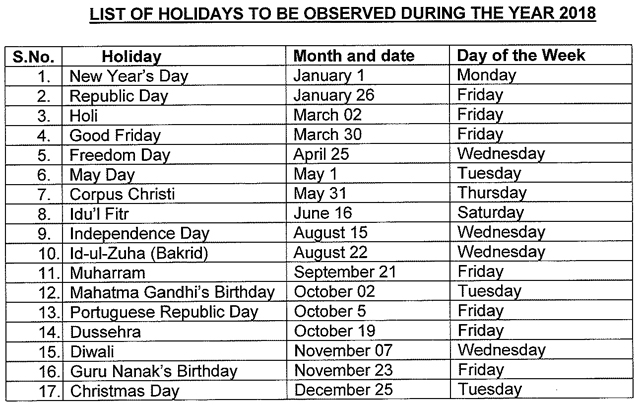 LIST OF HOLIDAYS TO BE OBSERVED DURING THE YEAR 2018
S.No. Holiday Month and date Day of the Week
1. New Year's Day January 1 Monday
2. Republic Day January 26 Friday
3. Holi March 02 Friday
4. Good Friday March 30 Friday
5. Freedom Day April 25 Wednesday
6. May Day May 1 Tuesday
7. Corpus Christi May 31 Thursday
8. Idu'l Fitr June 16 Saturday
9. Independence Day August 15 Wednesday
10. Id-ul-Zuha (Bakrid) August 22 Wednesday
11. Muharram September 21 Friday
12. Mahatma Gandhi's Birthday October 02 Tuesday
13. Portuguese Republic Day October 5 Friday
14. Dussehra October 19 Friday
15. Diwali November 07 Wednesday
16. Guru Nanak's Birthday November 23 Friday
17. Christmas Day December 25 Tuesday